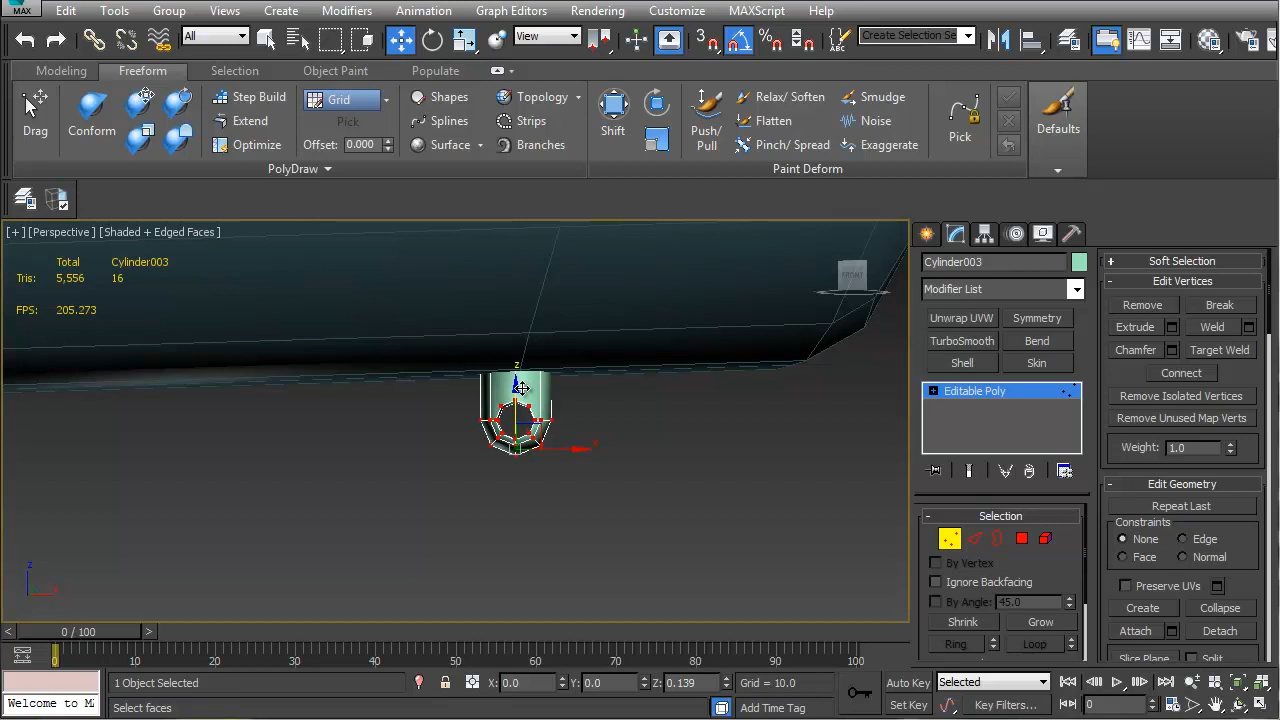 MAX
Edit Tools Group Views Create Modifiers Animation Graph Editors Rendering Customize MAXScript Help
All View 3 Create Selection Se
Modeling Freeform Selection Object Paint Populate
Drag Conform Step Build Extend Optimize Grid Pick Offset: 0.000 Shapes Splines Surface Topology Strips Branches Shift Push/ Pull Relax/ Soften Flatten Pinch/ Spread Smudge Noise Exaggerate Pick Defaults
PolyDraw Paint Deform
[+] [Perspective ] [Shaded + Edged Faces ]
Total Cylinder003
Tris: 5,556 16
FPS: 205.273
FRONT
z
x
z
x
Cylinder003
Modifier List
Unwrap UVW Symmetry
TurboSmooth Bend
Shell Skin
Editable Poly
- Selection
By Vertex
Ignore Backfacing
By Angle: 45.0
Shrink Grow
Ring Loop
+ Soft Selection
- Edit Vertices
Remove Break
Extrude Weld
Chamfer Target Weld
Connect
Remove Isolated Vertices
Remove Unused Map Verts
Weight: 1.0
- Edit Geometry
Repeat Last
Constraints
None Edge
Face Normal
Preserve UVs
Create Collapse
Attach Detach
Slice Plane Split
< 0 / 100 >
0 10 20 30 40 50 60 70 80 90 100
1 Object Selected X: 0.0 Y: 0.0 Z: 0.139 Grid = 10.0 Auto Key Selected
Welcome to M Select faces Add Time Tag Set Key Key Filters... 0